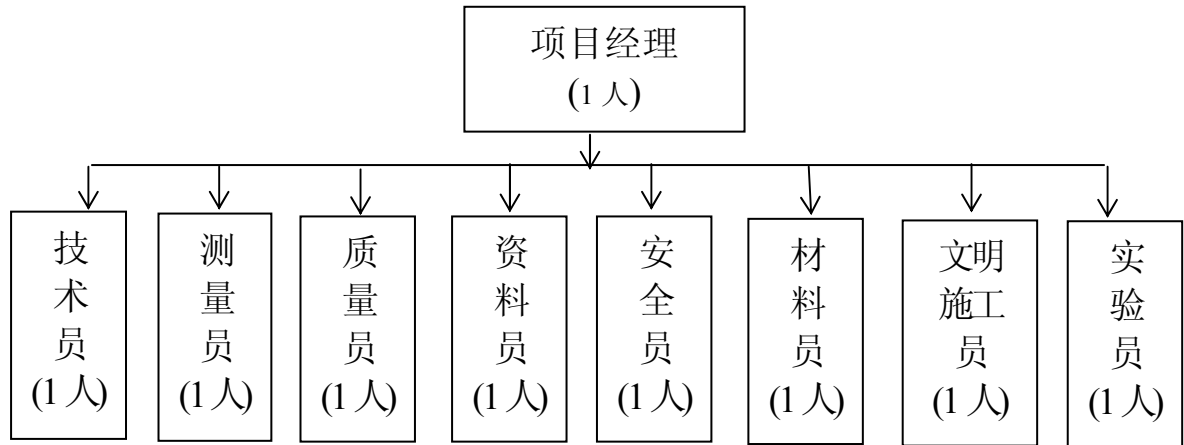 项目经理
(1 人)
技术员
(1 人)
测量员
(1 人)
质量员
(1 人)
资料员
(1 人)
安全员
(1 人)
材料员
(1 人)
文明
施工
员
(1 人)
实验员
(1 人)